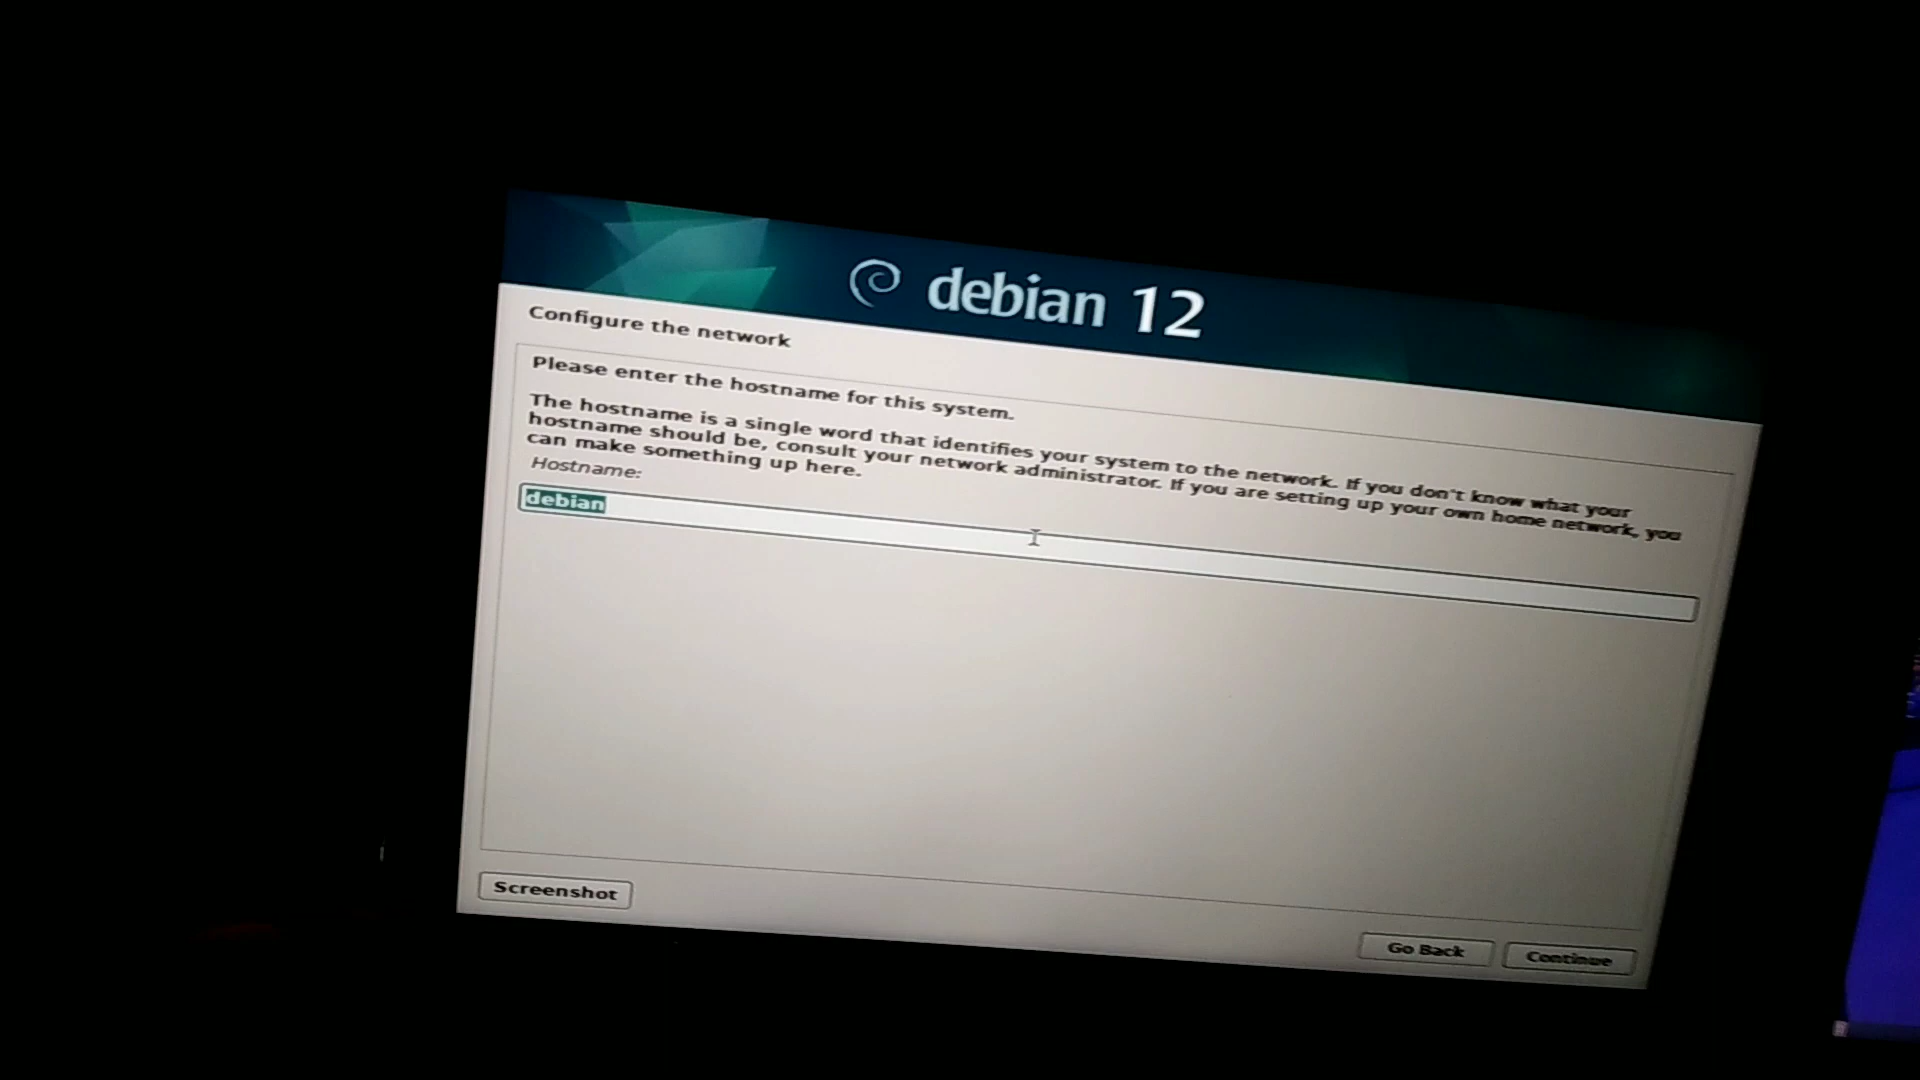 debian 12
Configure the network
Please enter the hostname for this system.
The hostname is a single word that identifies your system to the network. If you don't know what your
hostname should be, consult your network administrator. If you are setting up your own home network, you
can make something up here.
Hostname:
debian
Screenshot
Go Back
Continue